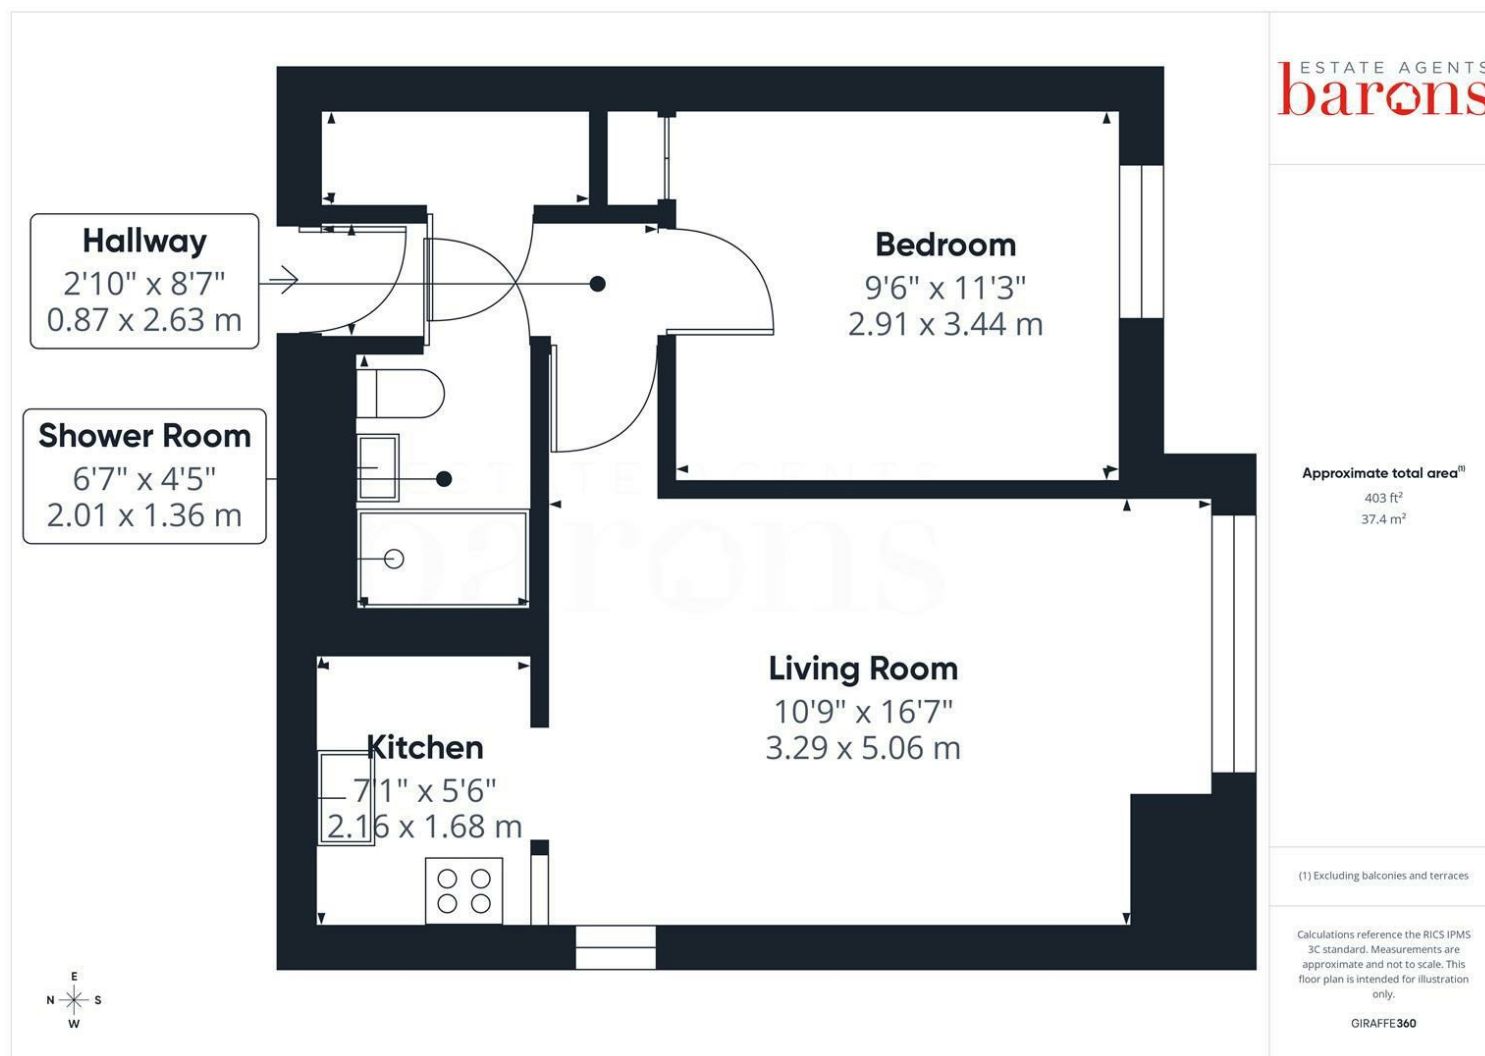 ESTATE AGENTS
barons
Hallway
2'10" x 8'7"
0.87 x 2.63 m
Bedroom
9'6" x 11'3"
2.91 x 3.44 m
Shower Room
6'7" x 4'5"
2.01 x 1.36 m
ESTATE AGENTS
barons
Living Room
10'9" x 16'7"
3.29 x 5.06 m
Kitchen
7'1" x 5'6"
2.16 x 1.68 m
E
N S
W
Approximate total area⁽¹⁾
403 ft²
37.4 m²
(1) Excluding balconies and terraces
Calculations reference the RICS IPMS
3C standard. Measurements are
approximate and not to scale. This
floor plan is intended for illustration
only.
GIRAFFE360